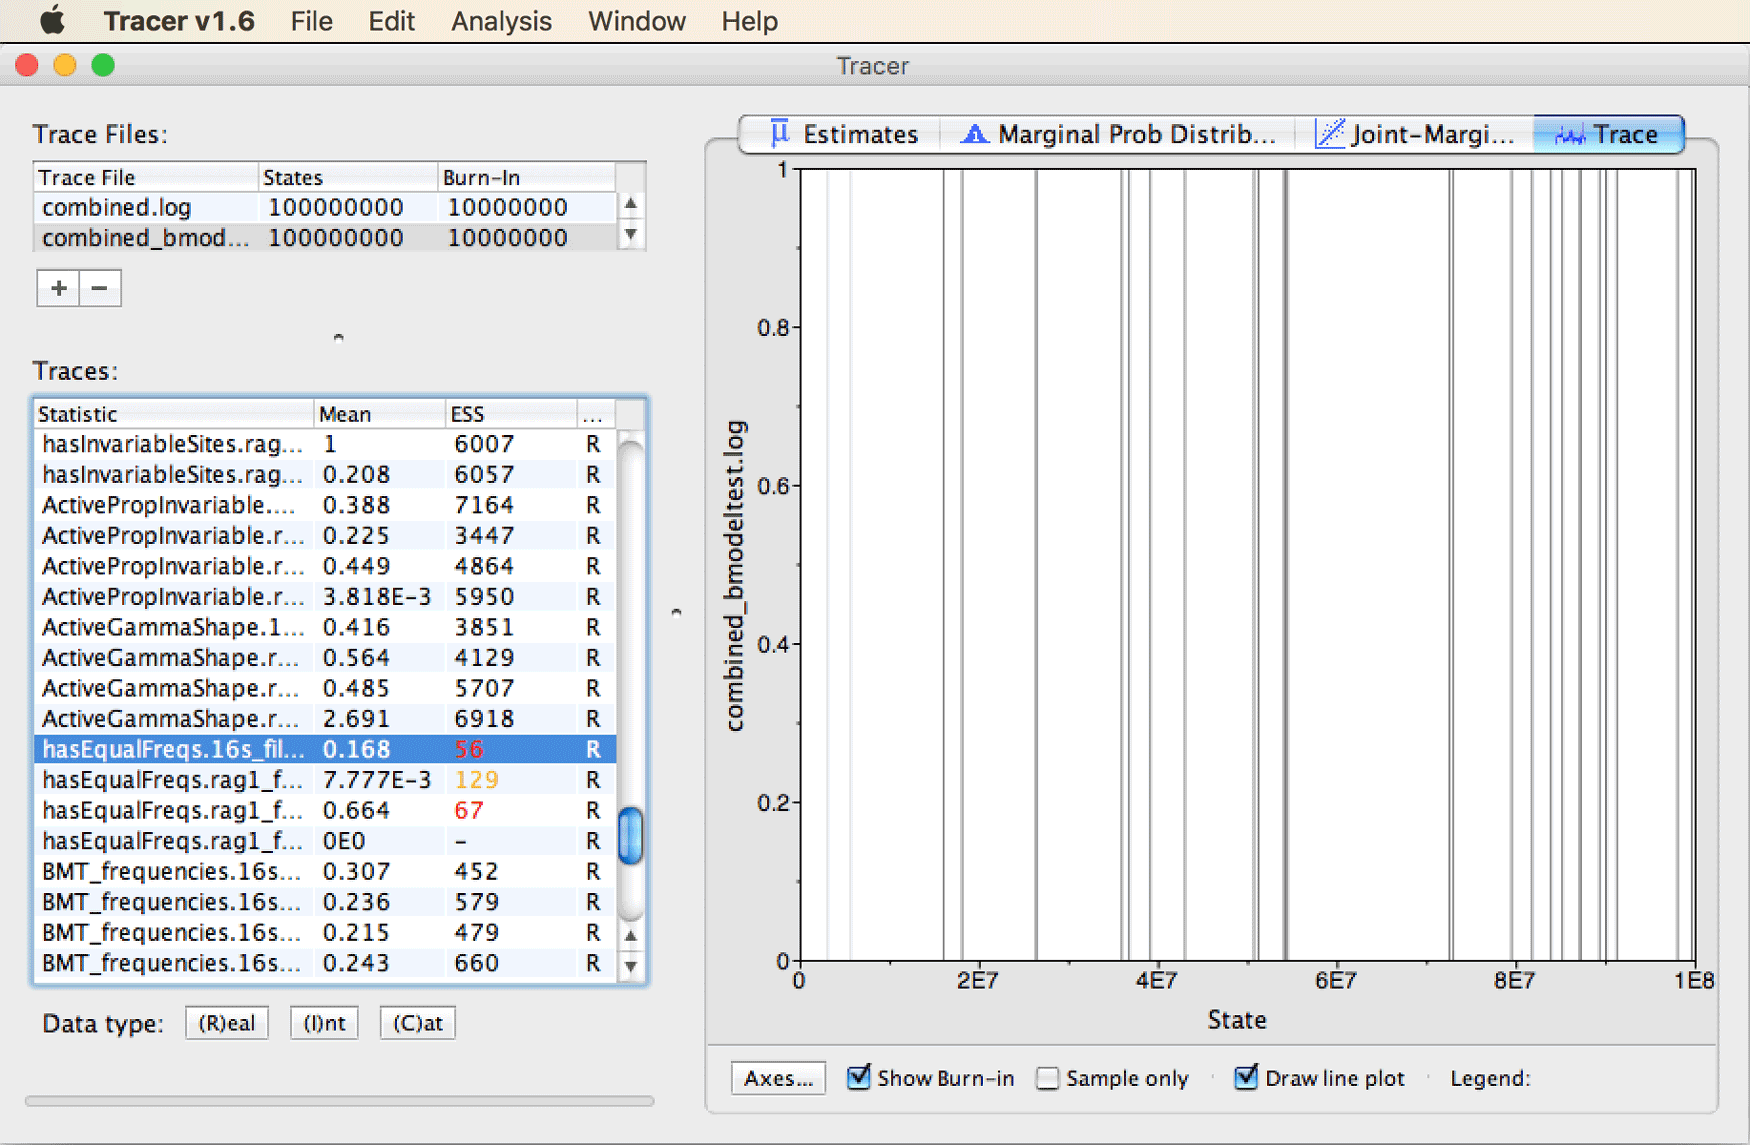 Tracer v1.6 File Edit Analysis Window Help
Tracer
Trace Files:
Trace File States Burn-In
combined.log 100000000 10000000
combined_bmod... 100000000 10000000
+ −
Traces:
Statistic Mean ESS ...
hasInvariableSites.rag... 1 6007 R
hasInvariableSites.rag... 0.208 6057 R
ActivePropInvariable.... 0.388 7164 R
ActivePropInvariable.r... 0.225 3447 R
ActivePropInvariable.r... 0.449 4864 R
ActivePropInvariable.r... 3.818E-3 5950 R
ActiveGammaShape.1... 0.416 3851 R
ActiveGammaShape.r... 0.564 4129 R
ActiveGammaShape.r... 0.485 5707 R
ActiveGammaShape.r... 2.691 6918 R
hasEqualFreqs.16s_fil... 0.168 56 R
hasEqualFreqs.rag1_f... 7.777E-3 129 R
hasEqualFreqs.rag1_f... 0.664 67 R
hasEqualFreqs.rag1_f... 0E0 - R
BMT_frequencies.16s... 0.307 452 R
BMT_frequencies.16s... 0.236 579 R
BMT_frequencies.16s... 0.215 479 R
BMT_frequencies.16s... 0.243 660 R
Data type: (R)eal (I)nt (C)at
μ Estimates Marginal Prob Distrib... Joint-Margi... Trace
combined_bmodeltest.log
1
0.8
0.6
0.4
0.2
0
0 2E7 4E7 6E7 8E7 1E8
State
Axes... Show Burn-in Sample only Draw line plot Legend: